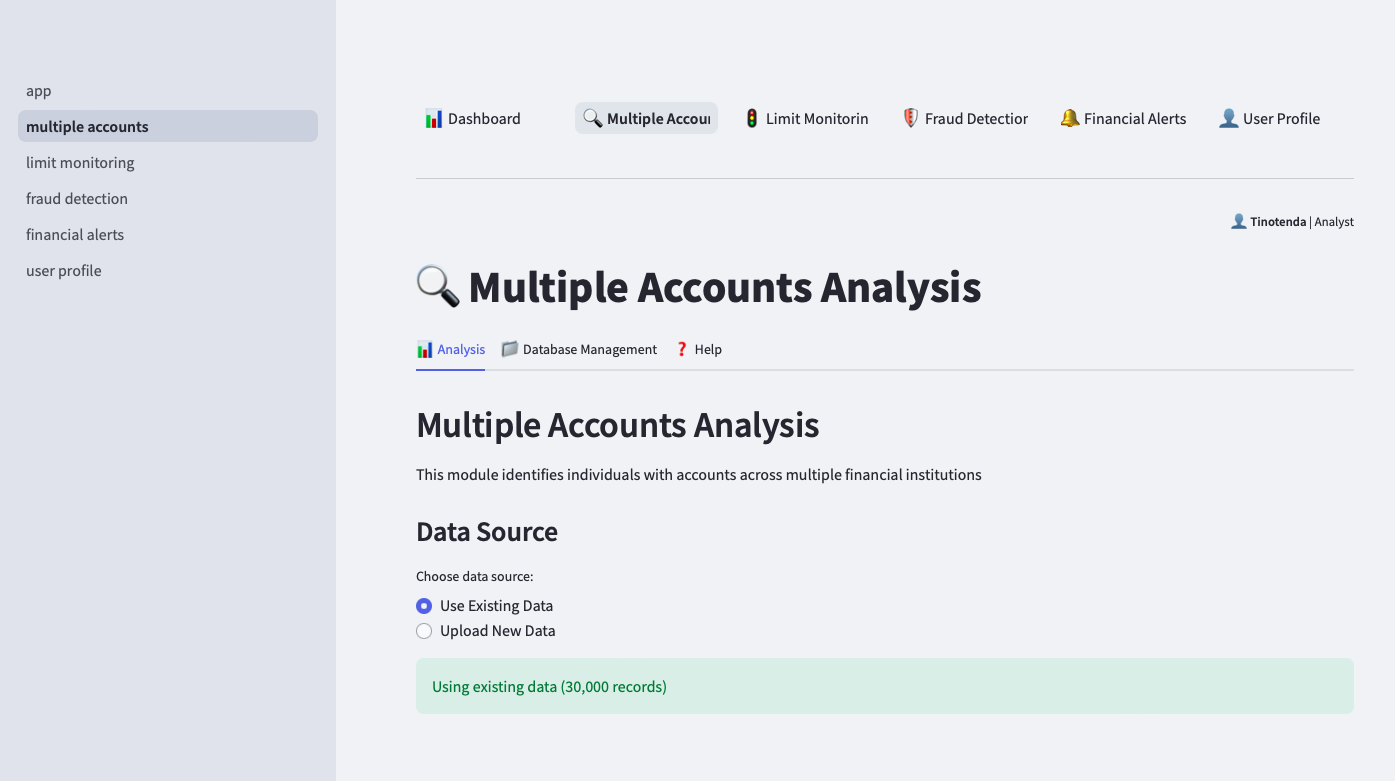 app
multiple accounts
limit monitoring
fraud detection
financial alerts
user profile
Dashboard
Multiple Accou
Limit Monitorin
Fraud Detection
Financial Alerts
User Profile
Tinotenda | Analyst
Multiple Accounts Analysis
Analysis
Database Management
Help
Multiple Accounts Analysis
This module identifies individuals with accounts across multiple financial institutions
Data Source
Choose data source:
Use Existing Data
Upload New Data
Using existing data (30,000 records)